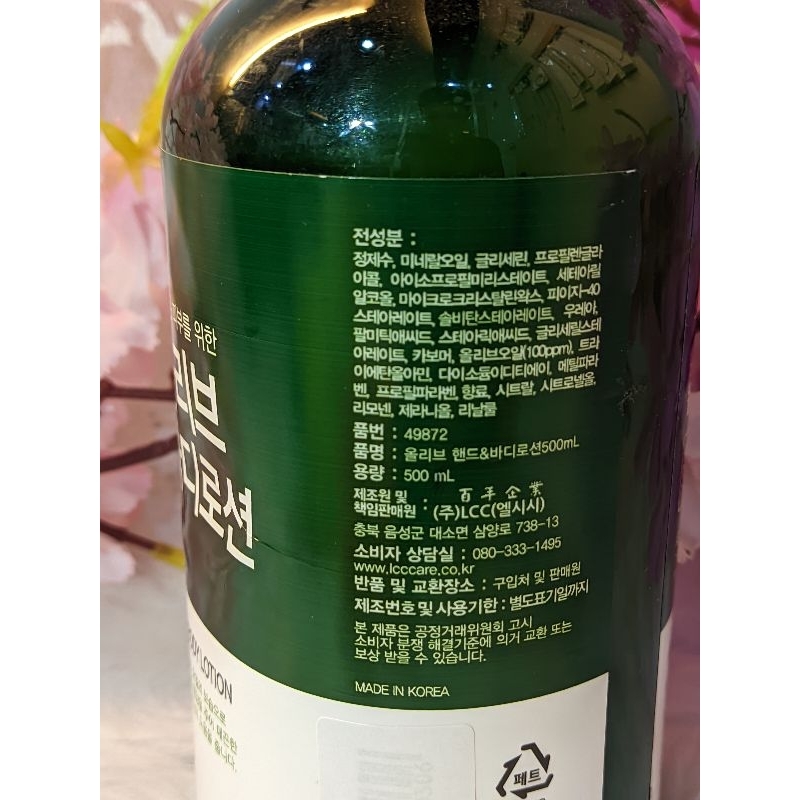 전성분 :
정제수, 미네랄오일, 글리세린, 프로필렌글라
이콜, 아이소프로필미리스테이트, 세테아릴
알코올, 마이크로크리스탈린왁스, 피이지-40
스테아레이트, 솔비탄스테아레이트, 우레아,
팔미틱애씨드, 스테아릭애씨드, 글리세릴스테
아레이트, 카보머, 올리브오일(100ppm), 트라
이에탄올아민, 다이소듐이디티에이, 메틸파라
벤, 프로필파라벤, 향료, 시트랄, 시트로넬올,
리모넨, 제라니올, 리날룰
품번 : 49872
품명 : 올리브 핸드&바디로션500mL
용량 : 500 mL
제조원 및
책임판매원 :
百年企業
(주)LCC(엘시시)
충북 음성군 대소면 삼양로 738-13
소비자 상담실 : 080-333-1495
www.lcccare.co.kr
반품 및 교환장소 : 구입처 및 판매원
제조번호 및 사용기한 : 별도표기일까지
본 제품은 공정거래위원회 고시
소비자 분쟁 해결기준에 의거 교환 또는
보상 받을 수 있습니다.
MADE IN KOREA
페트
피부를 위한
리브
디로션
LOTION